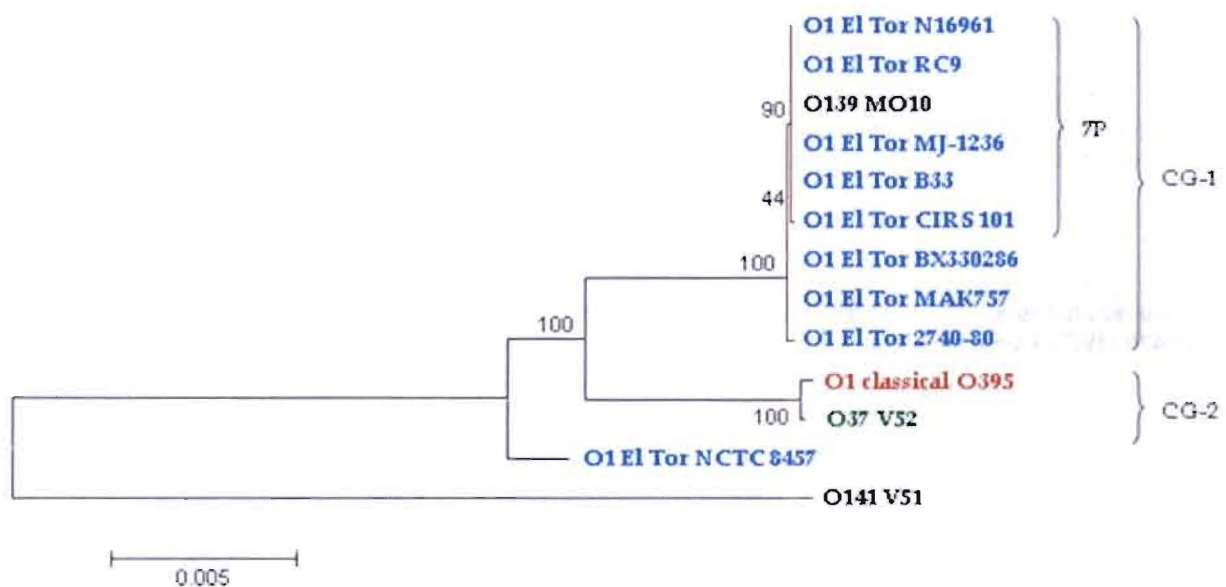 O1 El Tor N16961
O1 El Tor RC9
90
O139 MO10
7P
O1 El Tor MJ-1236
CG-1
O1 El Tor B33
44
O1 El Tor CIRS 101
100
O1 El Tor BX330286
O1 El Tor MAK757
100
O1 El Tor 2740-80
O1 classical O395
CG-2
100
O37 V52
O1 El Tor NCTC 8457
O141 V51
0.005